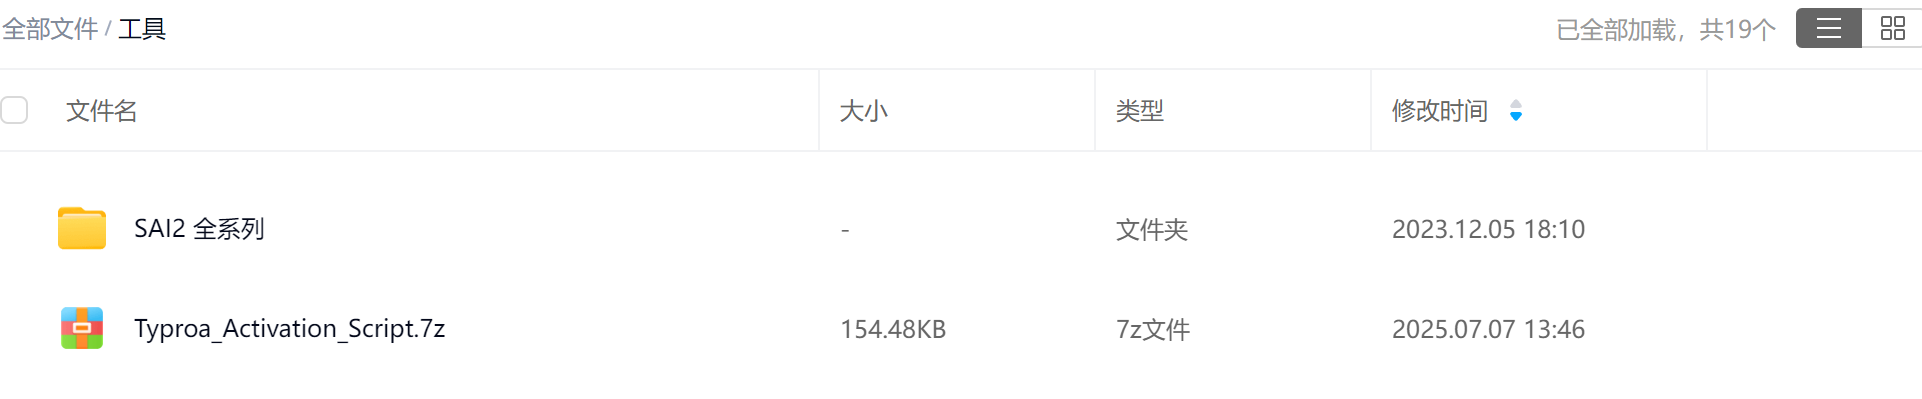 全部文件 / 工具 已全部加载，共19个
文件名 大小 类型 修改时间
SAI2 全系列 - 文件夹 2023.12.05 18:10
Typroa_Activation_Script.7z 154.48KB 7z文件 2025.07.07 13:46